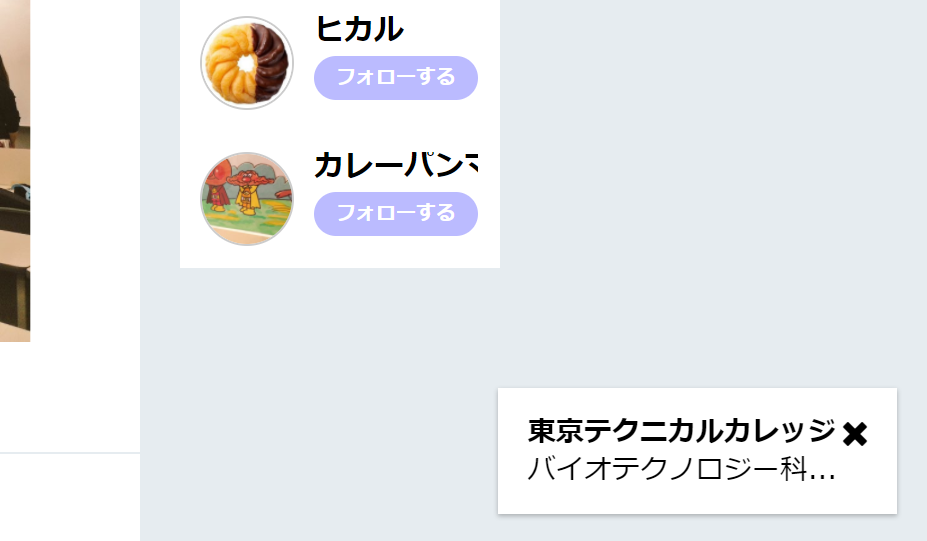 ヒカル
フォローする
カレーパンマ
フォローする
東京テクニカルカレッジ
バイオテクノロジー科...